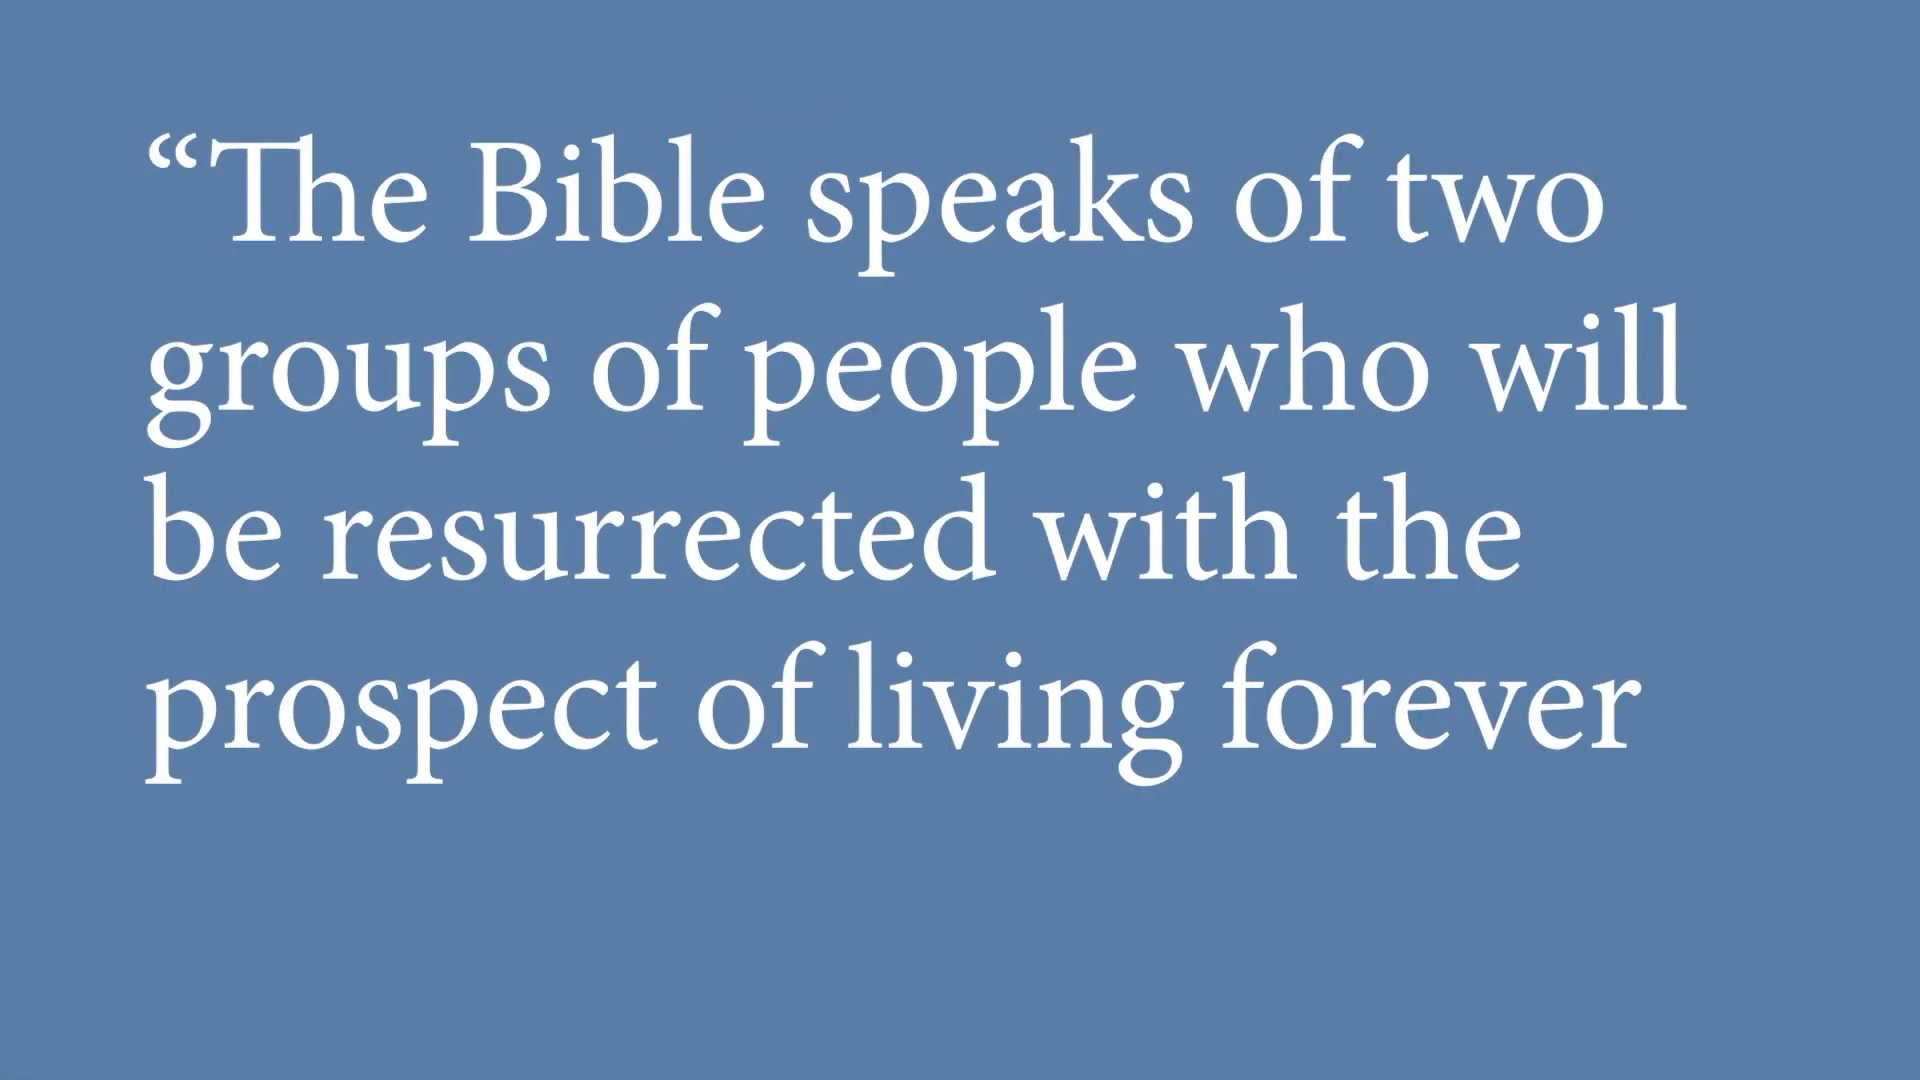 “The Bible speaks of two
groups of people who will
be resurrected with the
prospect of living forever